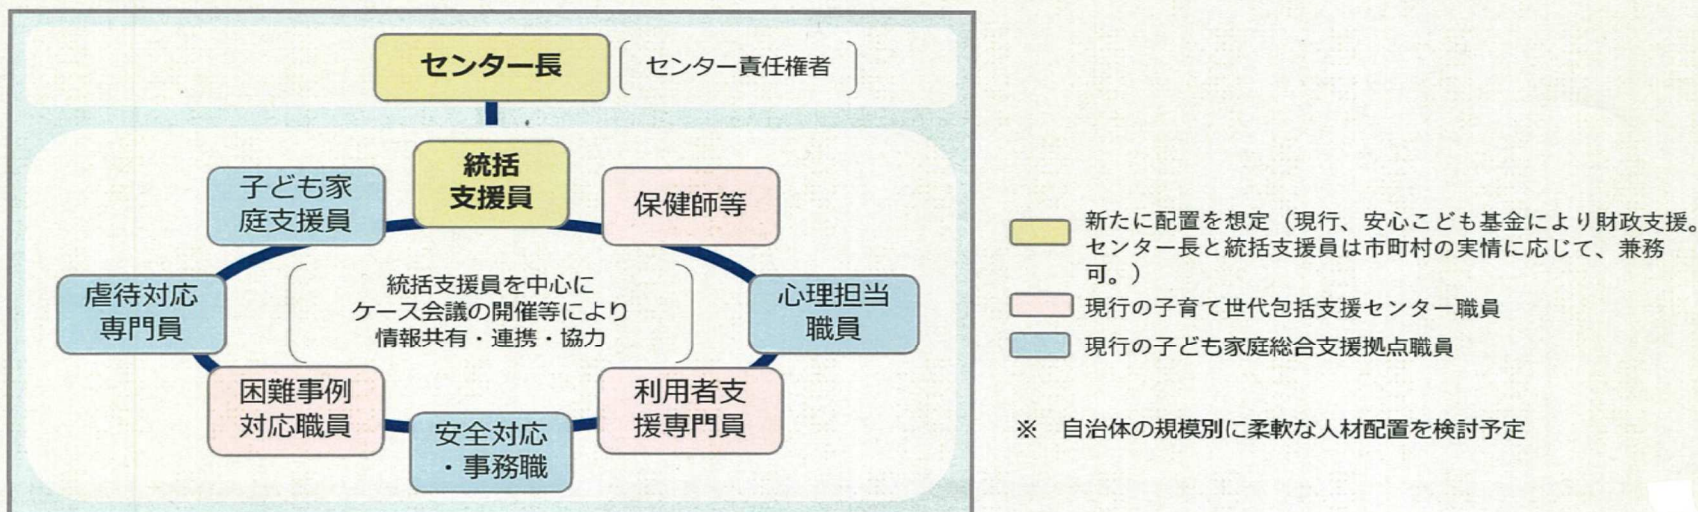 センター長
センター責任権者
統括
支援員
子ども家
庭支援員
保健師等
虐待対応
専門員
統括支援員を中心に
ケース会議の開催等により
情報共有・連携・協力
心理担当
職員
困難事例
対応職員
利用者支
援専門員
安全対応
・事務職
新たに配置を想定（現行、安心こども基金により財政支援。
センター長と統括支援員は市町村の実情に応じて、兼務
可。）
現行の子育て世代包括支援センター職員
現行の子ども家庭総合支援拠点職員
※　自治体の規模別に柔軟な人材配置を検討予定